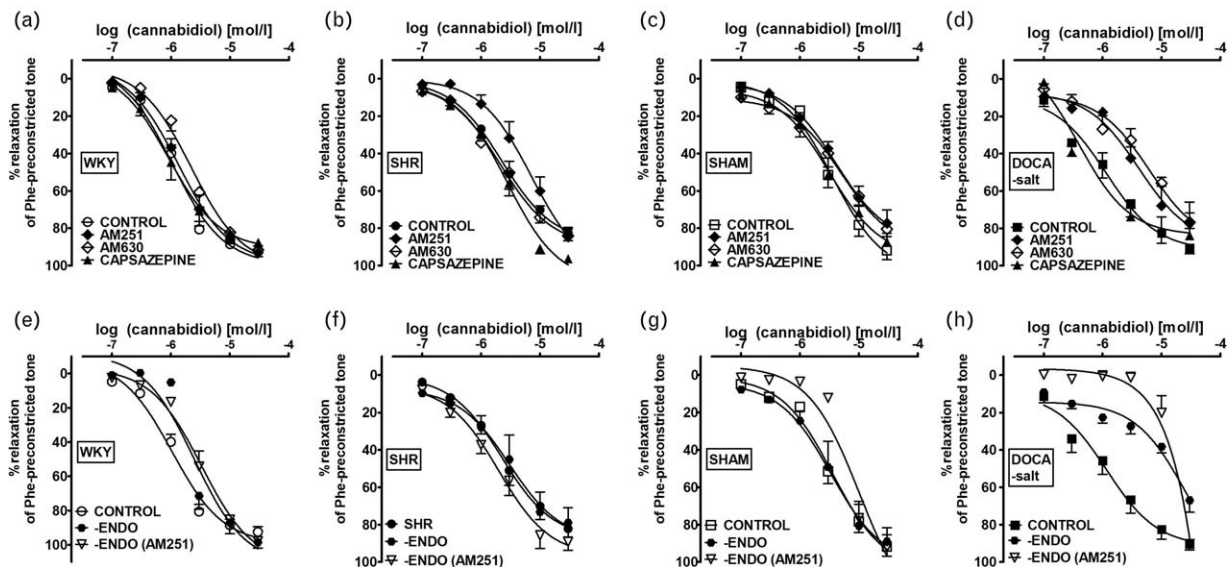 (a)
log (cannabidiol) [mol/l]
-7 -6 -5 -4
0
20
40
60
80
100
%relaxation
of Phe-preconstricted tone
WKY
CONTROL
AM251
AM630
CAPSAZEPINE
(b)
log (cannabidiol) [mol/l]
-7 -6 -5 -4
0
20
40
60
80
100
%relaxation
of Phe-preconstricted tone
SHR
CONTROL
AM251
AM630
CAPSAZEPINE
(c)
log (cannabidiol) [mol/l]
-7 -6 -5 -4
0
20
40
60
80
100
%relaxation
of Phe-preconstricted tone
SHAM
CONTROL
AM251
AM630
CAPSAZEPINE
(d)
log (cannabidiol) [mol/l]
-7 -6 -5 -4
0
20
40
60
80
100
%relaxation
of Phe-preconstricted tone
DOCA
-salt
CONTROL
AM251
AM630
CAPSAZEPINE
(e)
log (cannabidiol) [mol/l]
-7 -6 -5 -4
0
20
40
60
80
100
%relaxation
of Phe-preconstricted tone
WKY
CONTROL
-ENDO
-ENDO (AM251)
(f)
log (cannabidiol) [mol/l]
-7 -6 -5 -4
0
20
40
60
80
100
%relaxation
of Phe-preconstricted tone
SHR
SHR
-ENDO
-ENDO (AM251)
(g)
log (cannabidiol) [mol/l]
-7 -6 -5 -4
0
20
40
60
80
100
%relaxation
of Phe-preconstricted tone
SHAM
CONTROL
-ENDO
-ENDO (AM251)
(h)
log (cannabidiol) [mol/l]
-7 -6 -5 -4
0
20
40
60
80
100
%relaxation
of Phe-preconstricted tone
DOCA
-salt
CONTROL
-ENDO
-ENDO (AM251)